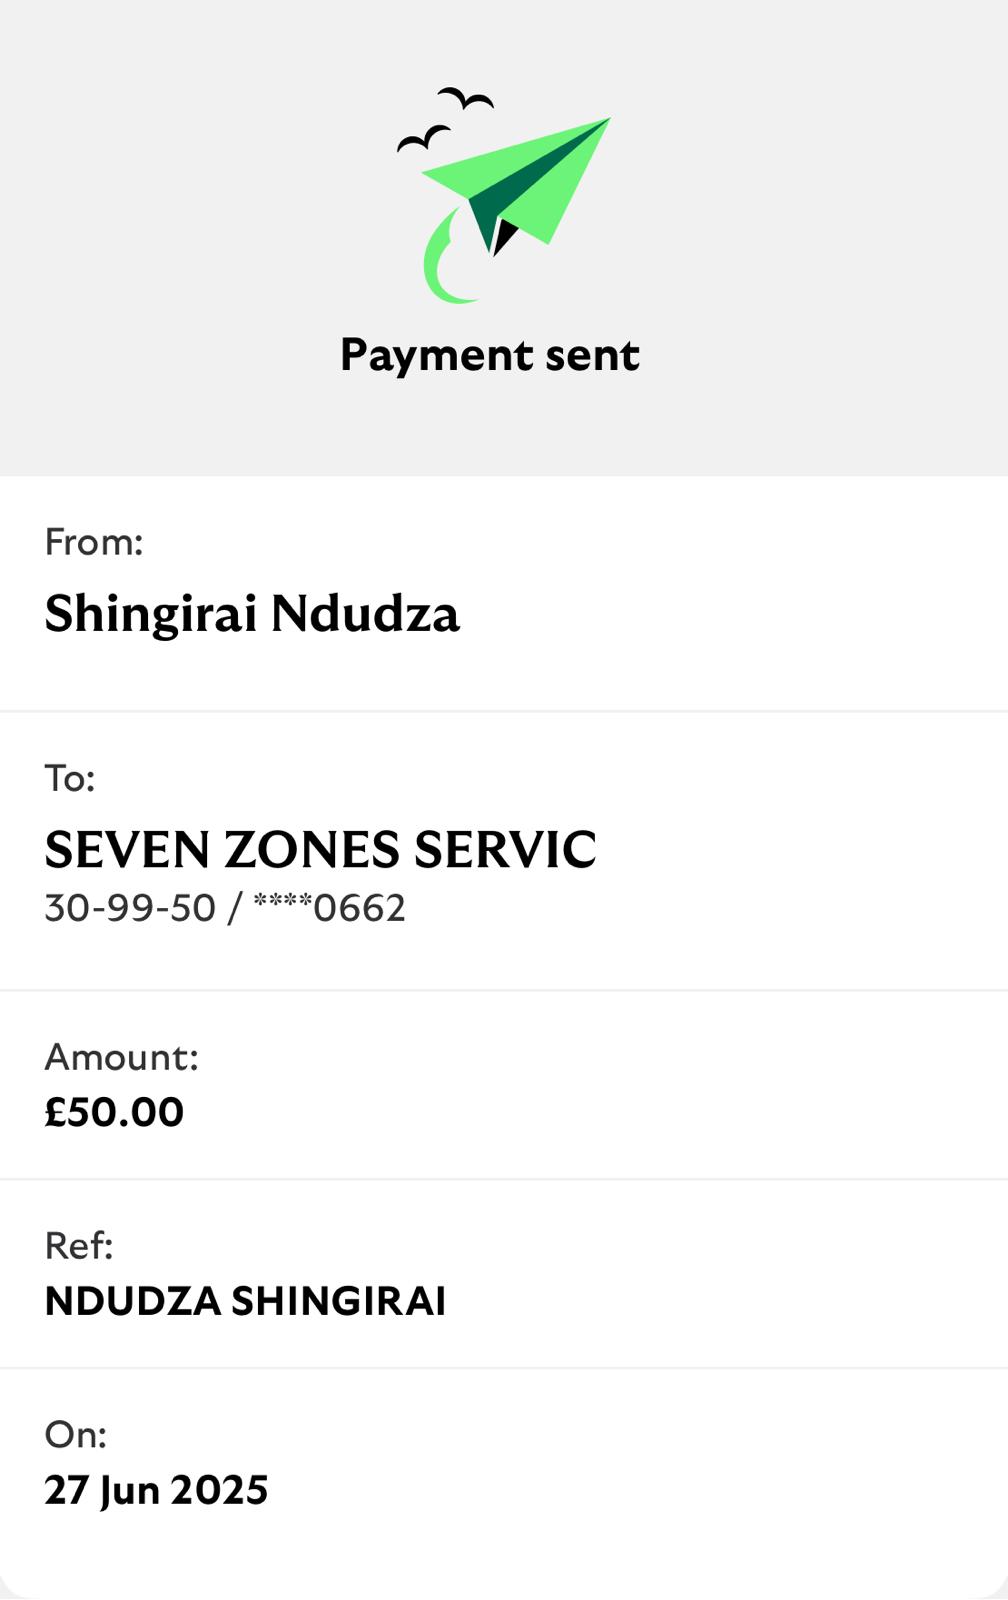 Payment sent
From:
Shingirai Ndudza
To:
SEVEN ZONES SERVIC
30-99-50 / ****0662
Amount:
£50.00
Ref:
NDUDZA SHINGIRAI
On:
27 Jun 2025